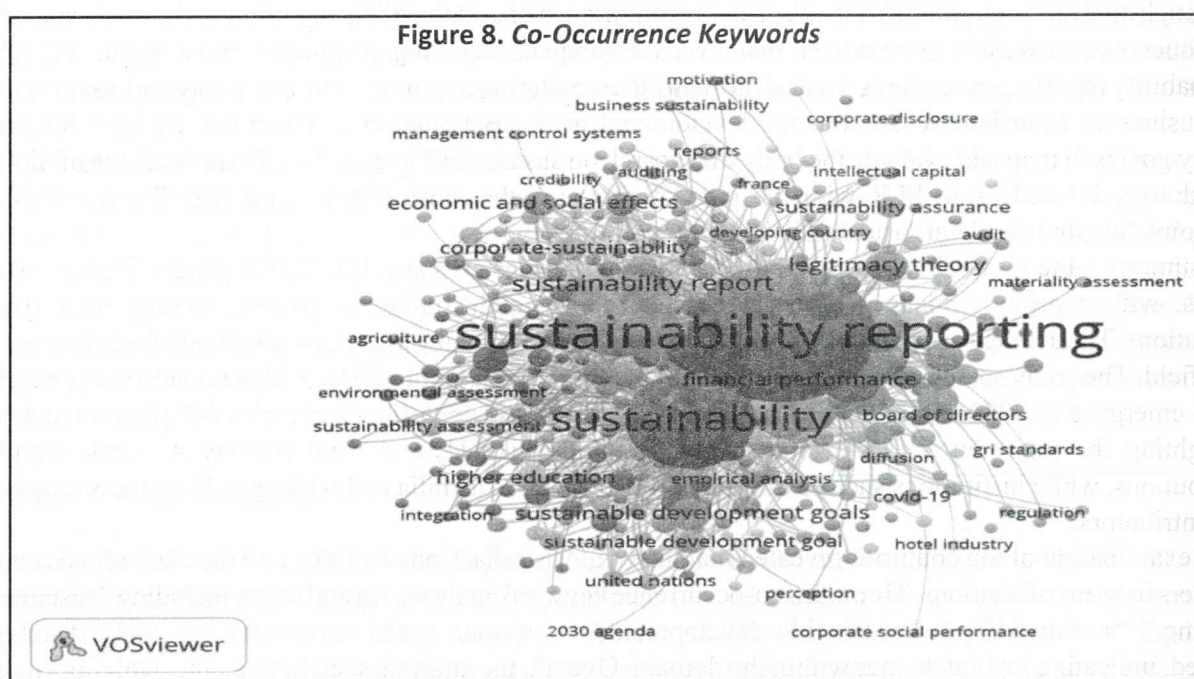 Figure 8. Co-Occurrence Keywords
motivation
business sustainability
corporate disclosure
management control systems
reports
credibility
auditing
france
intellectual capital
economic and social effects
sustainability assurance
developing country
audit
corporate-sustainability
legitimacy theory
sustainability report
materiality assessment
sustainability reporting
agriculture
financial performance
environmental assessment
sustainability
board of directors
sustainability assessment
gri standards
diffusion
higher education
empirical analysis
covid-19
integration
sustainable development goals
regulation
sustainable development goal
hotel industry
united nations
perception
2030 agenda
corporate social performance
VOSviewer